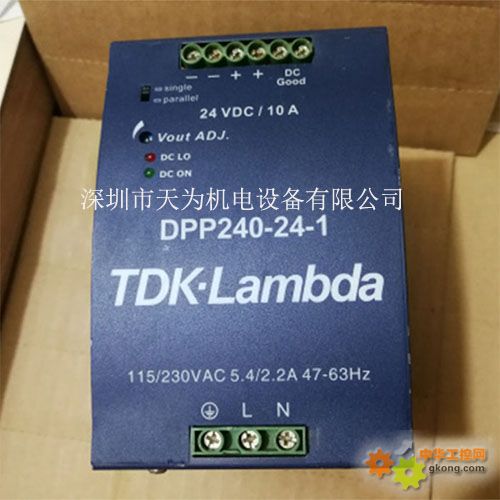 − − + + DC
Good
single
parallel
24 VDC / 10 A
Vout ADJ.
DC LO
DC ON
深圳市天为机电设备有限公司
DPP240-24-1
TDK·Lambda
115/230VAC 5.4/2.2A 47-63Hz
L N
中华工控网
gkong.com